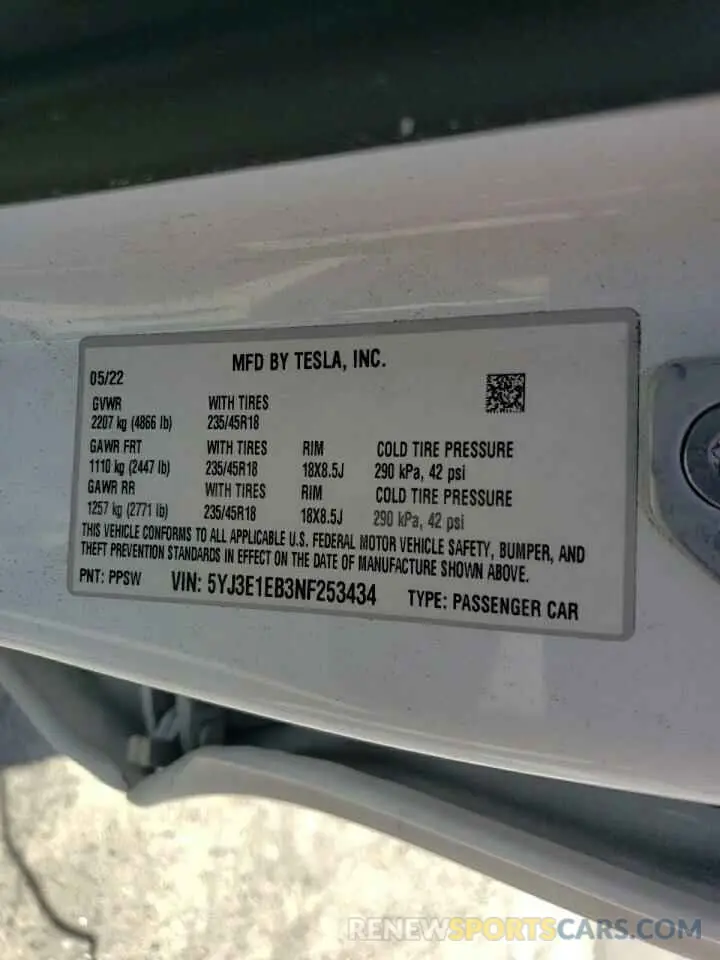 MFD BY TESLA, INC.
05/22
GVWR WITH TIRES
2207 kg (4866 lb) 235/45R18
GAWR FRT WITH TIRES RIM COLD TIRE PRESSURE
1110 kg (2447 lb) 235/45R18 18X8.5J 290 kPa, 42 psi
GAWR RR WITH TIRES RIM COLD TIRE PRESSURE
1257 kg (2771 lb) 235/45R18 18X8.5J 290 kPa, 42 psi
THIS VEHICLE CONFORMS TO ALL APPLICABLE U.S. FEDERAL MOTOR VEHICLE SAFETY, BUMPER, AND
THEFT PREVENTION STANDARDS IN EFFECT ON THE DATE OF MANUFACTURE SHOWN ABOVE.
PNT: PPSW VIN: 5YJ3E1EB3NF253434 TYPE: PASSENGER CAR
RENEWSPORTSCARS.COM